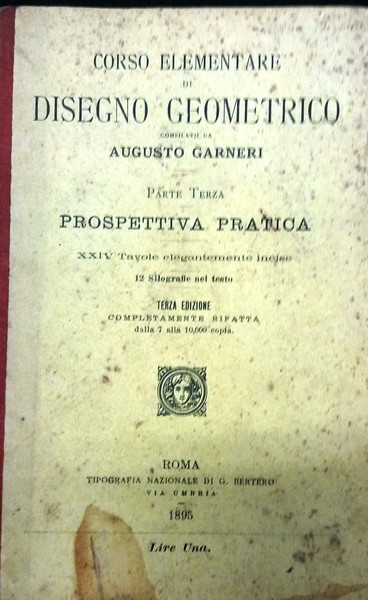 CORSO ELEMENTARE
DI
DISEGNO GEOMETRICO
COMPILATO DA
AUGUSTO GARNERI
PARTE TERZA
PROSPETTIVA PRATICA
XXIV Tavole elegantemente incise
12 Silografie nel testo
TERZA EDIZIONE
COMPLETAMENTE RIFATTA
dalla 7 alla 10,000 copia.
ROMA
TIPOGRAFIA NAZIONALE DI G. BERTERO
VIA UMBRIA
1895
Lire Una.